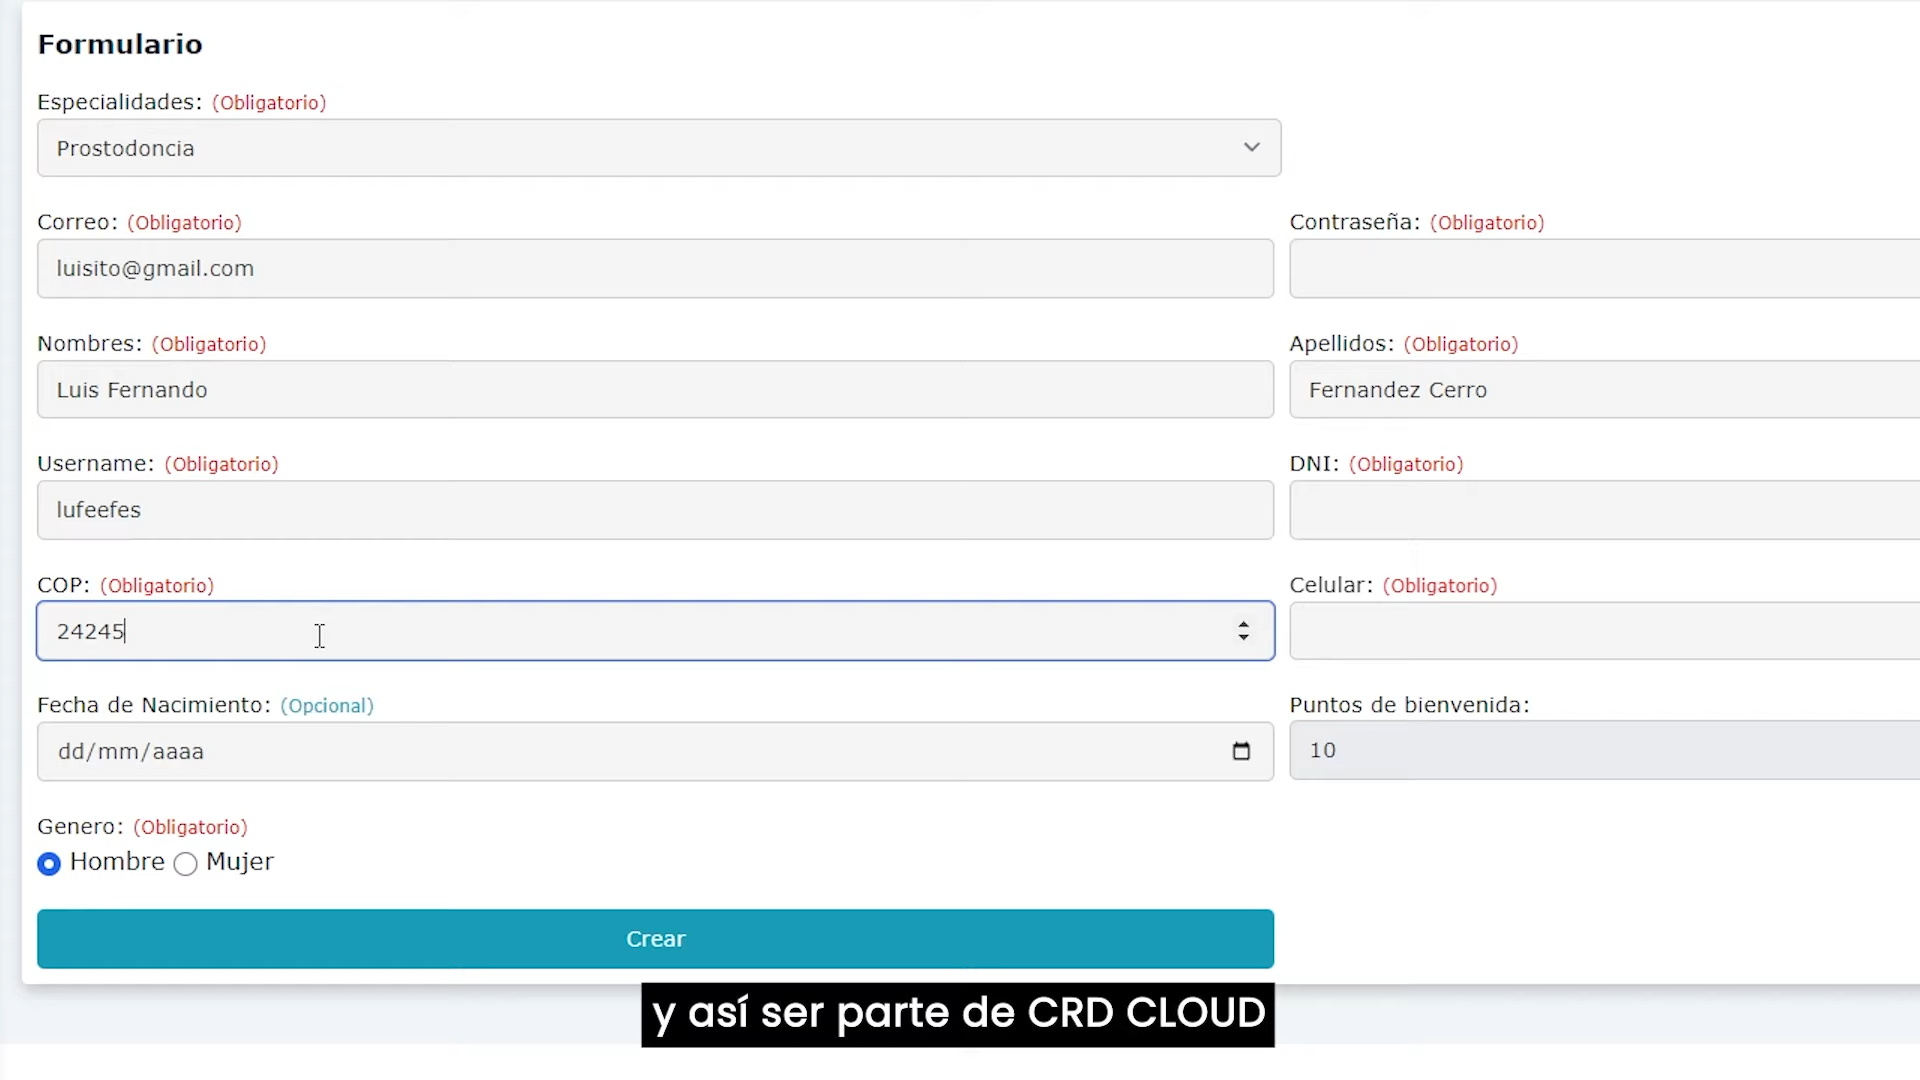 Formulario
Especialidades: (Obligatorio)
Prostodoncia
Correo: (Obligatorio) Contraseña: (Obligatorio)
luisito@gmail.com
Nombres: (Obligatorio) Apellidos: (Obligatorio)
Luis Fernando Fernandez Cerro
Username: (Obligatorio) DNI: (Obligatorio)
lufeefes
COP: (Obligatorio) Celular: (Obligatorio)
24245
Fecha de Nacimiento: (Opcional) Puntos de bienvenida:
dd/mm/aaaa 10
Genero: (Obligatorio)
Hombre Mujer
Crear
y así ser parte de CRD CLOUD